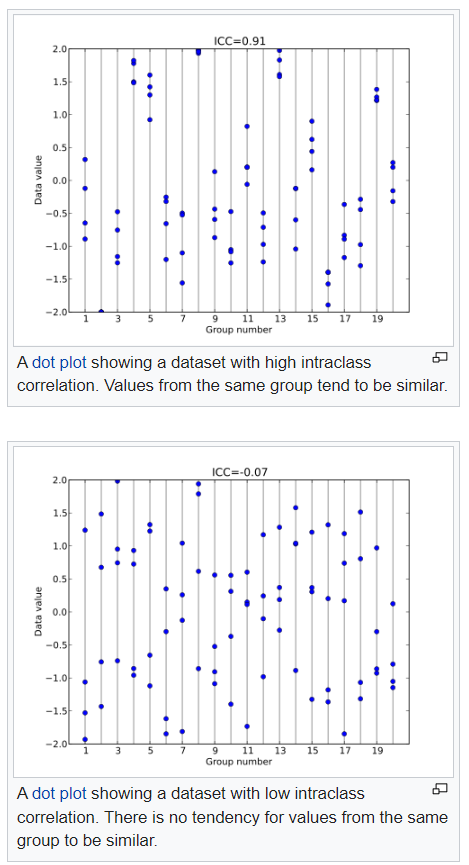 ICC=0.91
2.0
1.5
1.0
0.5
0.0
−0.5
−1.0
−1.5
−2.0
Data value
1 3 5 7 9 11 13 15 17 19
Group number
A dot plot showing a dataset with high intraclass
correlation. Values from the same group tend to be similar.
ICC=-0.07
2.0
1.5
1.0
0.5
0.0
−0.5
−1.0
−1.5
−2.0
Data value
1 3 5 7 9 11 13 15 17 19
Group number
A dot plot showing a dataset with low intraclass
correlation. There is no tendency for values from the same
group to be similar.